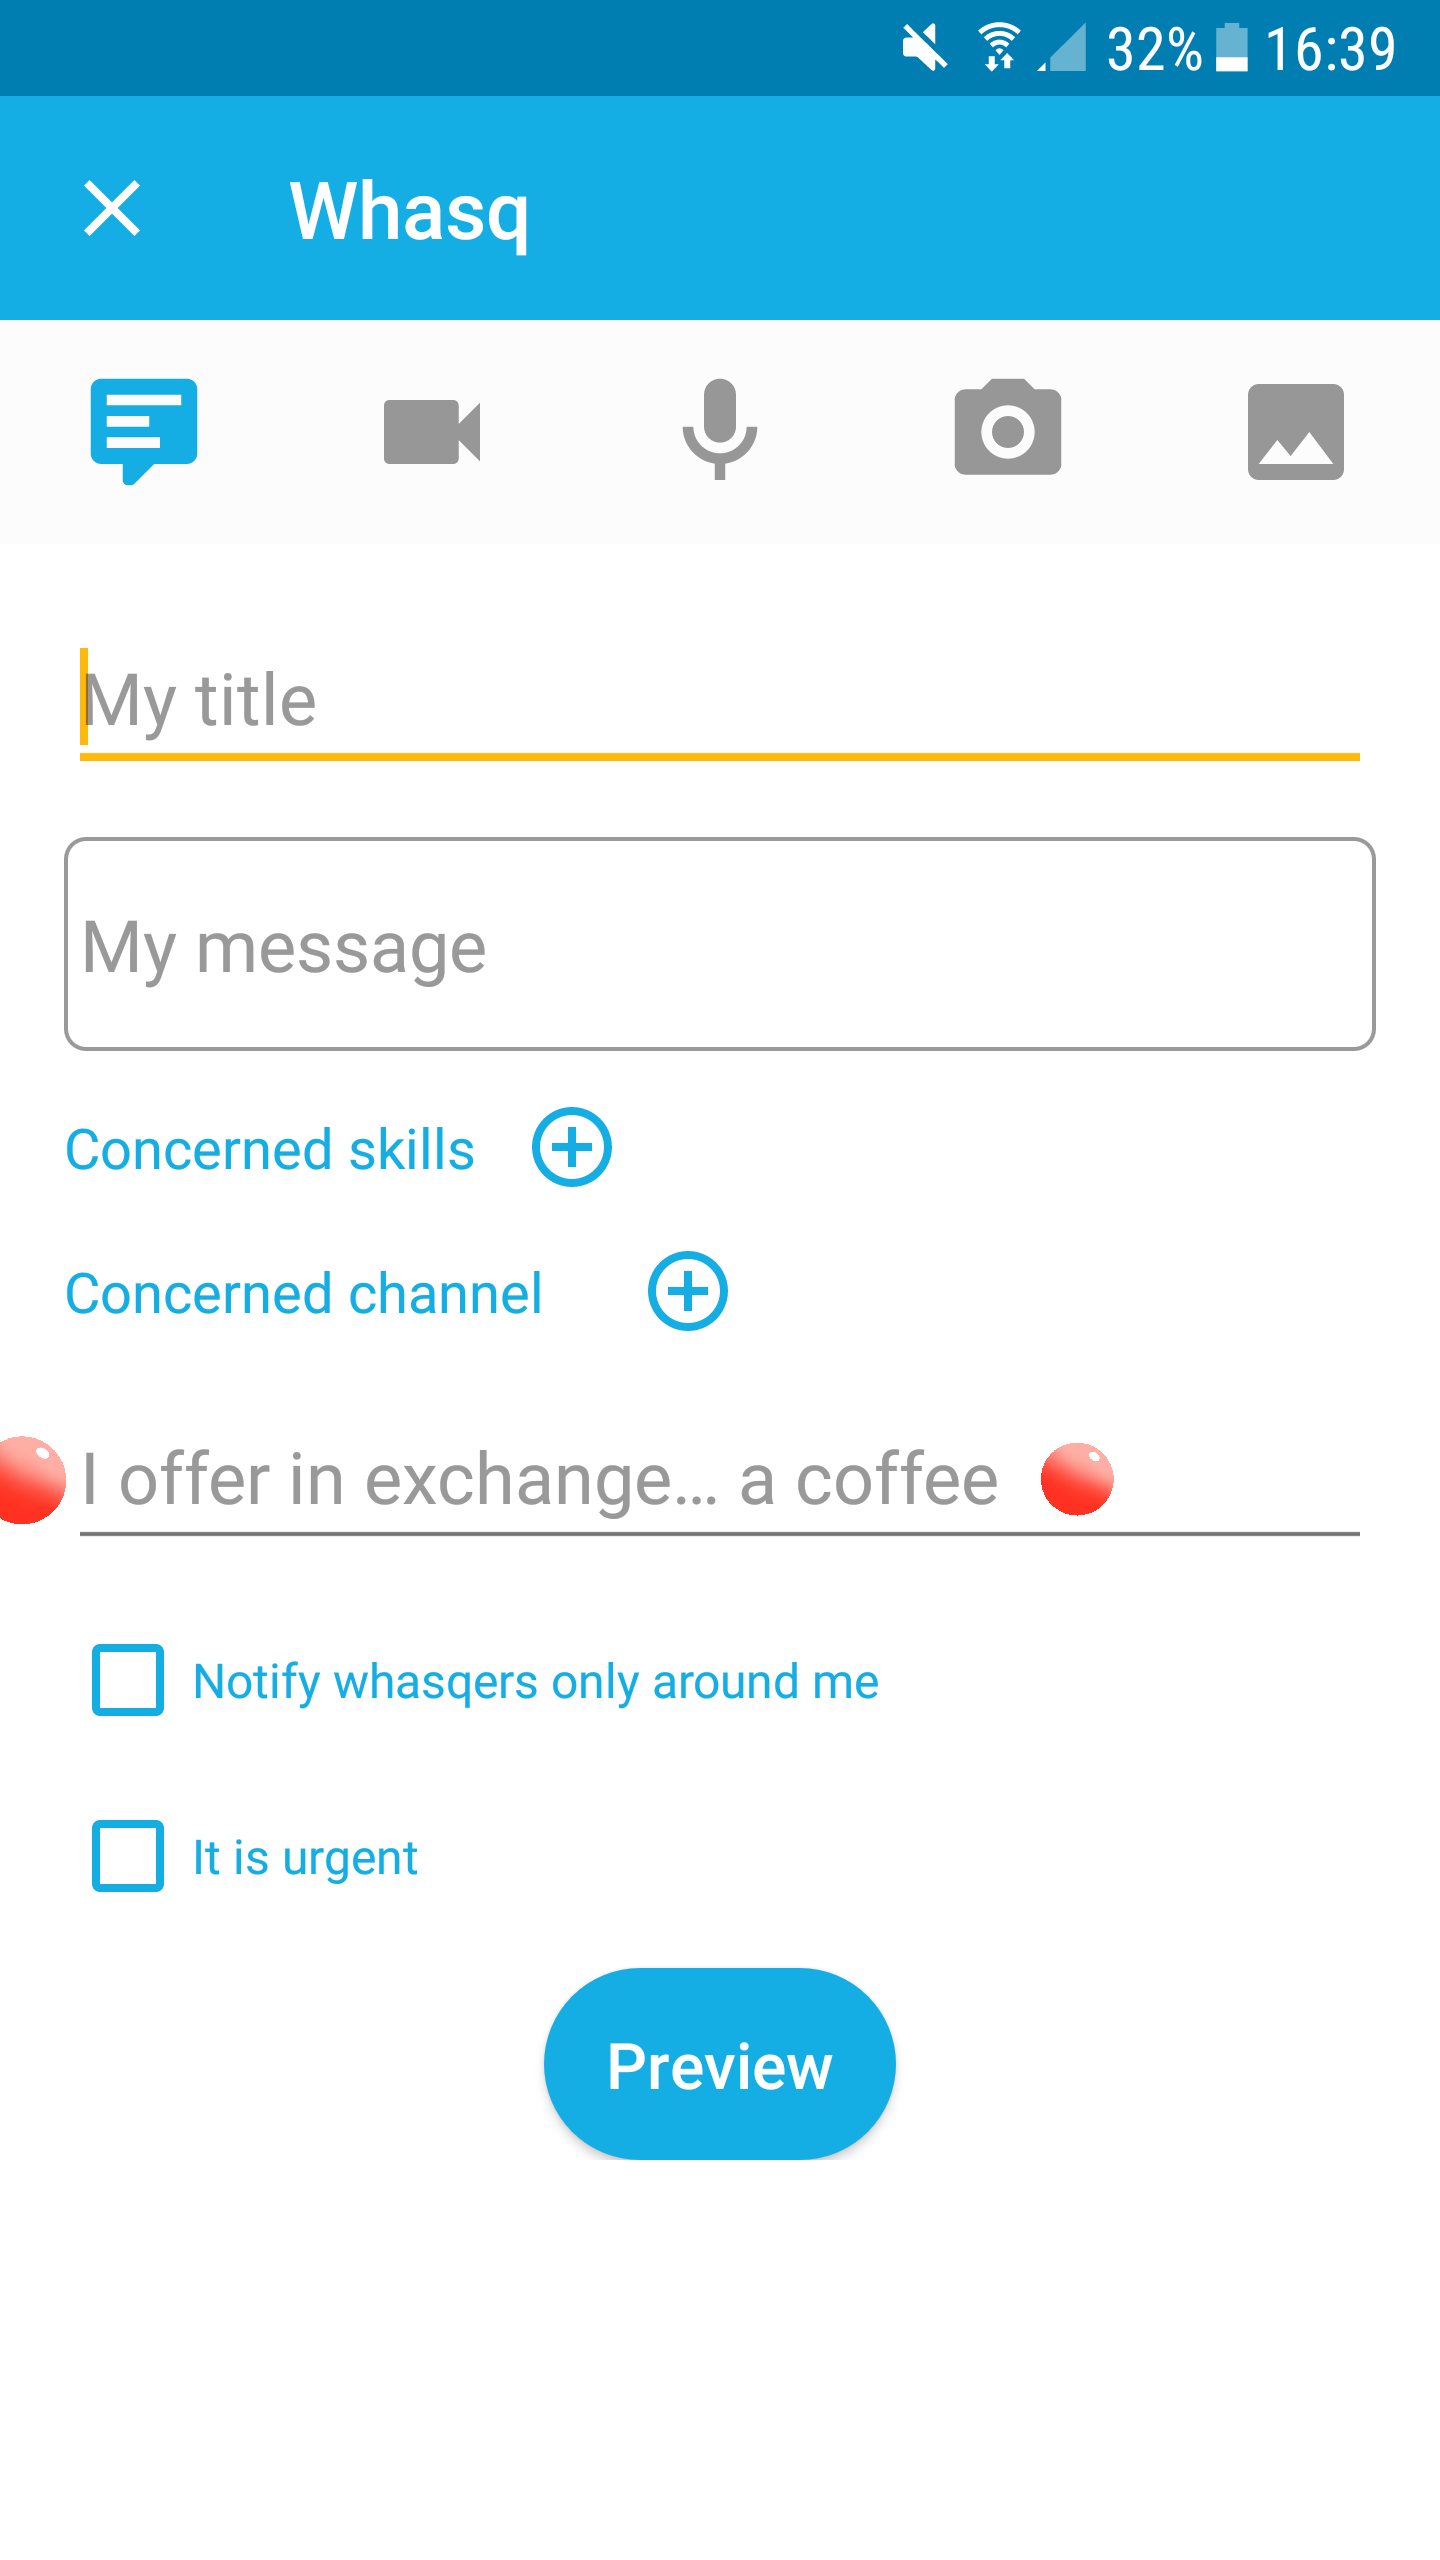 32% 16:39
Whasq
My title
My message
Concerned skills
Concerned channel
I offer in exchange... a coffee
Notify whasqers only around me
It is urgent
Preview